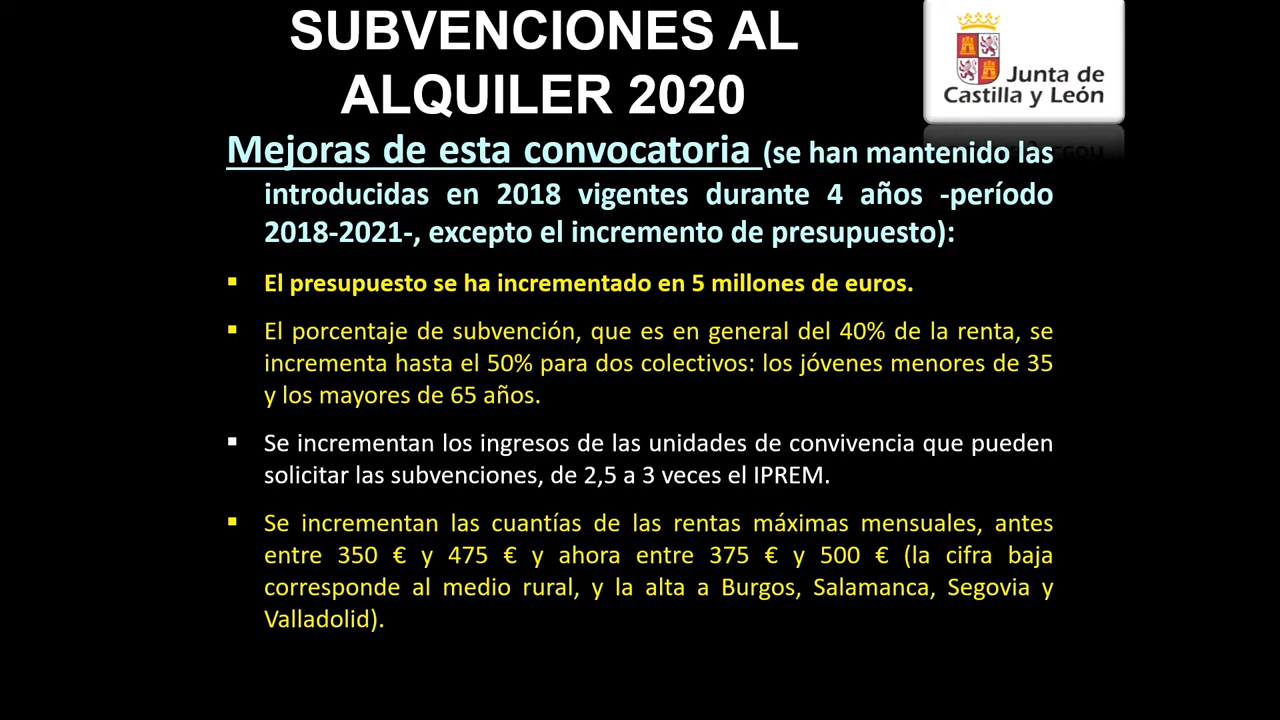 SUBVENCIONES AL
ALQUILER 2020
Junta de
Castilla y León
Mejoras de esta convocatoria (se han mantenido las
introducidas en 2018 vigentes durante 4 años -período
2018-2021-, excepto el incremento de presupuesto):
▪ El presupuesto se ha incrementado en 5 millones de euros.
▪ El porcentaje de subvención, que es en general del 40% de la renta, se
incrementa hasta el 50% para dos colectivos: los jóvenes menores de 35
y los mayores de 65 años.
▪ Se incrementan los ingresos de las unidades de convivencia que pueden
solicitar las subvenciones, de 2,5 a 3 veces el IPREM.
▪ Se incrementan las cuantías de las rentas máximas mensuales, antes
entre 350 € y 475 € y ahora entre 375 € y 500 € (la cifra baja
corresponde al medio rural, y la alta a Burgos, Salamanca, Segovia y
Valladolid).